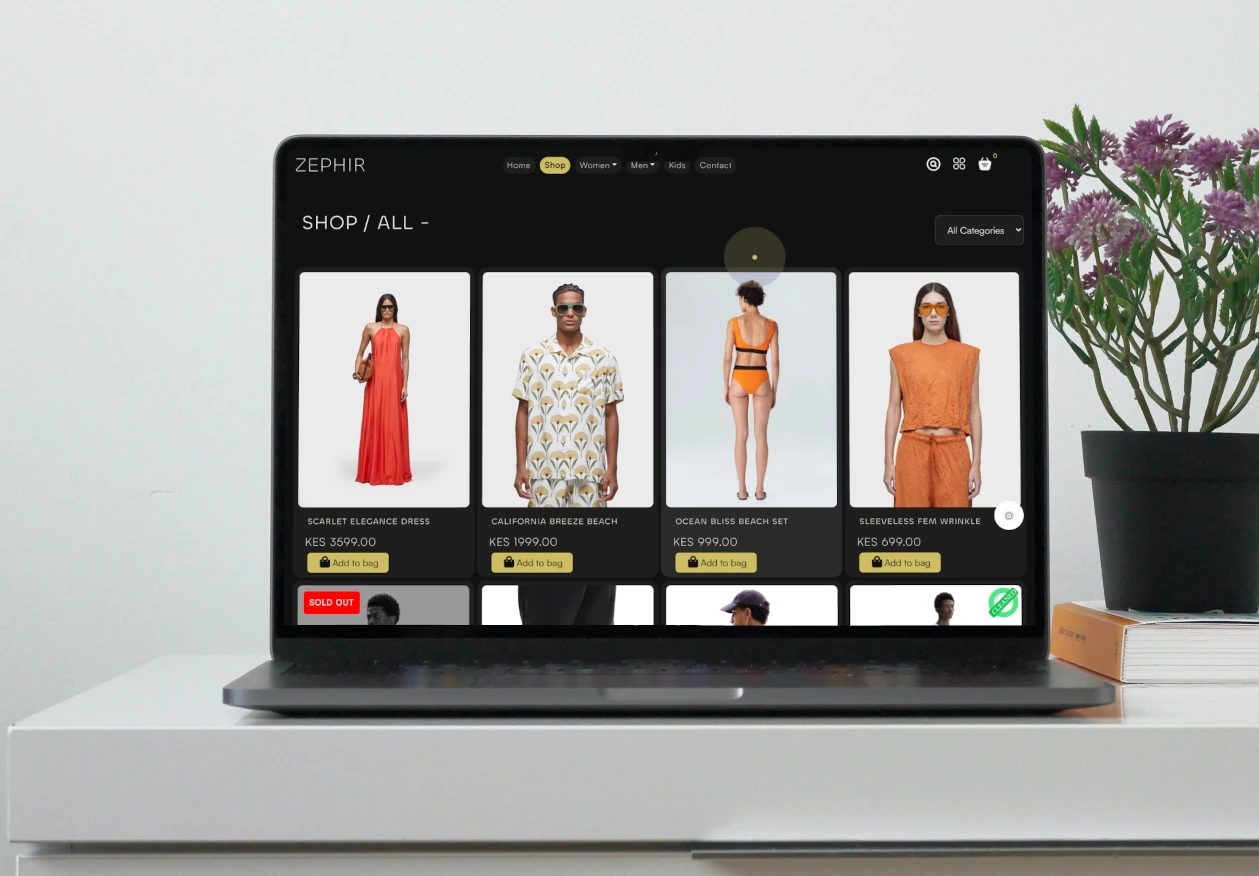 ZEPHIR
Home Shop Women Men Kids Contact
SHOP / ALL -
All Categories
SCARLET ELEGANCE DRESS
KES 3599.00
Add to bag
CALIFORNIA BREEZE BEACH
KES 1999.00
Add to bag
OCEAN BLISS BEACH SET
KES 999.00
Add to bag
SLEEVELESS FEM WRINKLE
KES 699.00
Add to bag
SOLD OUT
CLEANED